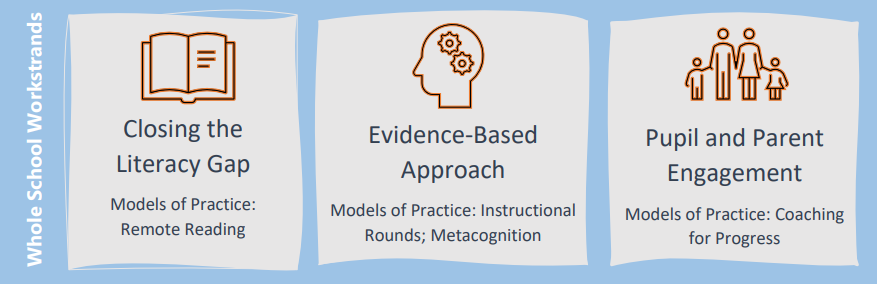 Whole School Workstrands
Closing the
Literacy Gap
Models of Practice:
Remote Reading
Evidence-Based
Approach
Models of Practice: Instructional
Rounds; Metacognition
Pupil and Parent
Engagement
Models of Practice: Coaching
for Progress